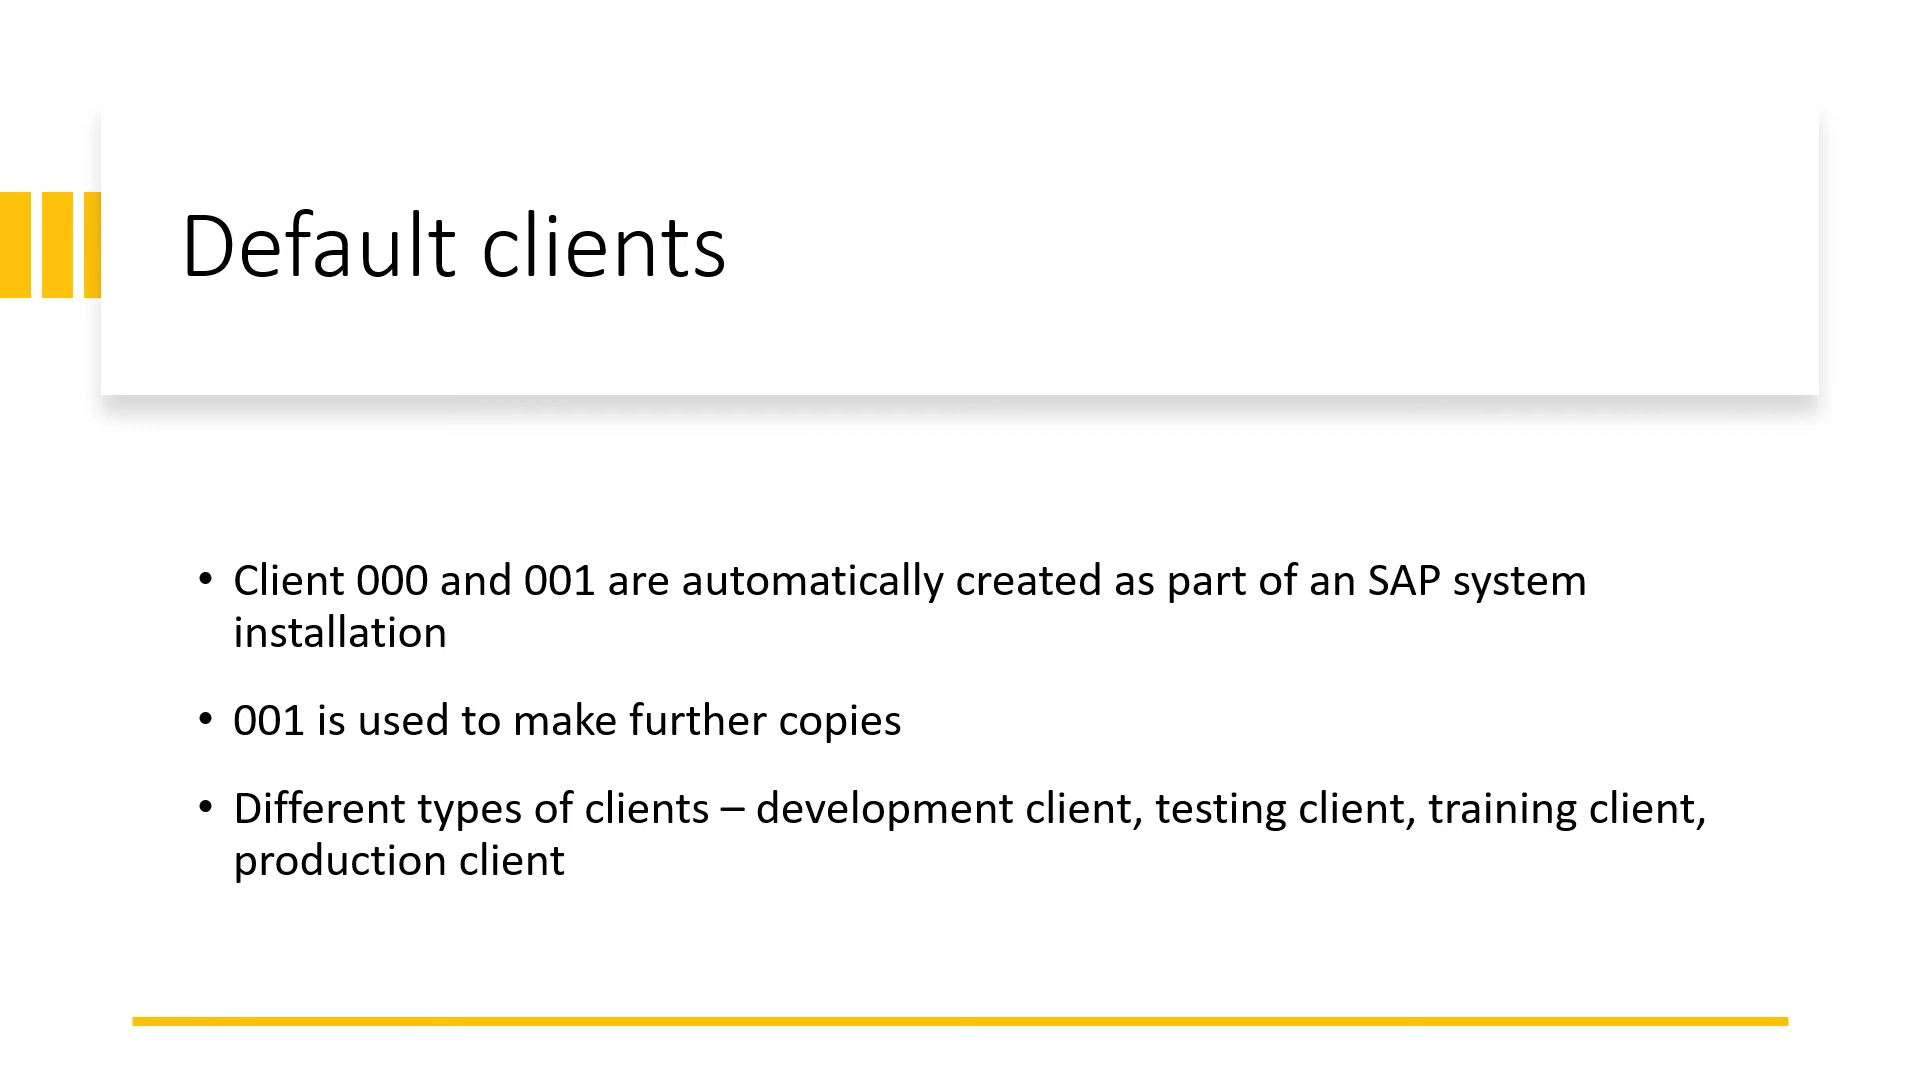 Default clients
• Client 000 and 001 are automatically created as part of an SAP system
installation
• 001 is used to make further copies
• Different types of clients – development client, testing client, training client,
production client